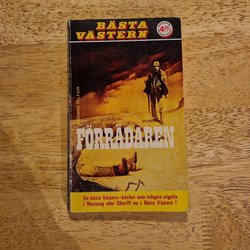 BÄSTA
VÄSTERN
FÖRRÄDAREN
De bästa Västern-böcker som tidigare utgetts
i Mustang eller Sheriff nu i Bästa Västern !